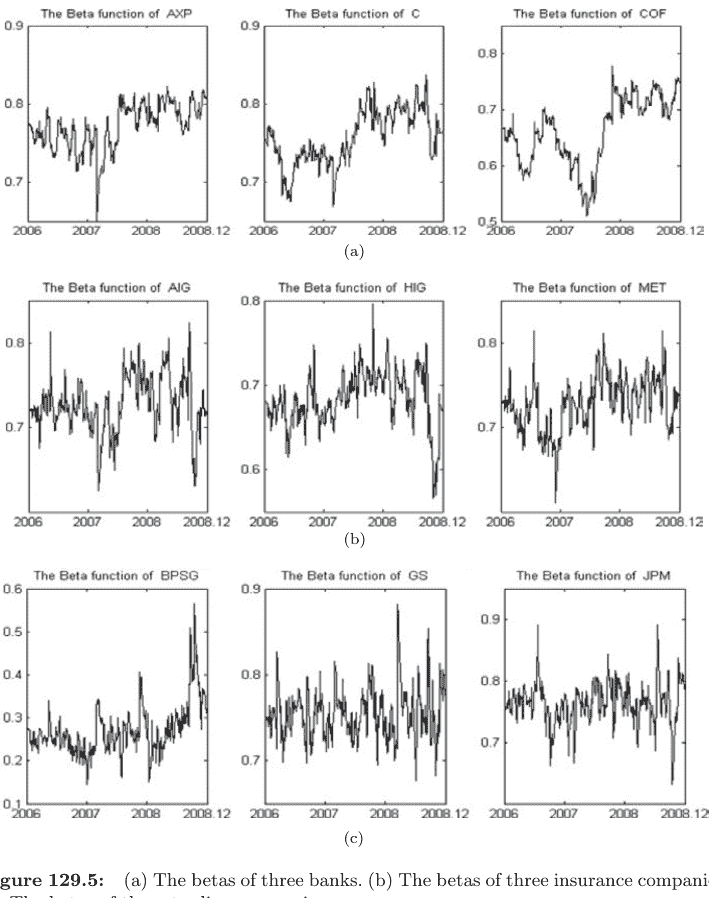 The Beta function of AXP
The Beta function of C
The Beta function of COF
0.9
0.8
0.7
2006 2007 2008 2008.12
0.9
0.8
0.7
2006 2007 2008 2008.12
0.8
0.7
0.6
0.5
2006 2007 2008 2008.12
(a)
The Beta function of AIG
The Beta function of HIG
The Beta function of MET
0.8
0.7
2006 2007 2008 2008.12
0.8
0.7
0.6
2006 2007 2008 2008.12
0.8
0.7
2006 2007 2008 2008.12
(b)
The Beta function of BPSG
The Beta function of GS
The Beta function of JPM
0.6
0.5
0.4
0.3
0.2
0.1
2006 2007 2008 2008.12
0.9
0.8
0.7
2006 2007 2008 2008.12
0.9
0.8
0.7
2006 2007 2008 2008.12
(c)
gure 129.5: (a) The betas of three banks. (b) The betas of three insurance compani